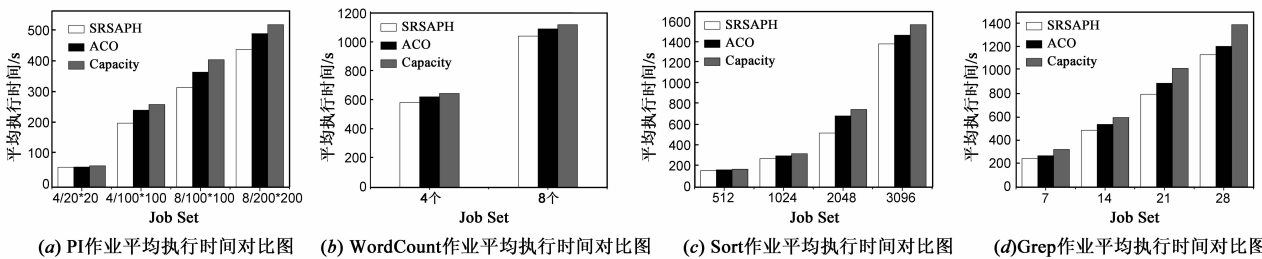 平均执行时间/s
500
400
300
200
100
0
SRSAPH
ACO
Capacity
4/20*20 4/100*100 8/100*100 8/200*200
Job Set
(a) PI作业平均执行时间对比图
平均执行时间/s
1200
1000
800
600
400
200
0
SRSAPH
ACO
Capacity
4个 8个
Job Set
(b) WordCount作业平均执行时间对比图
平均执行时间/s
1600
1400
1200
1000
800
600
400
200
0
SRSAPH
ACO
Capacity
512 1024 2048 3096
Job Set
(c) Sort作业平均执行时间对比图
平均执行时间/s
1400
1200
1000
800
600
400
200
0
SRSAPH
ACO
Capacity
7 14 21 28
Job Set
(d)Grep作业平均执行时间对比图